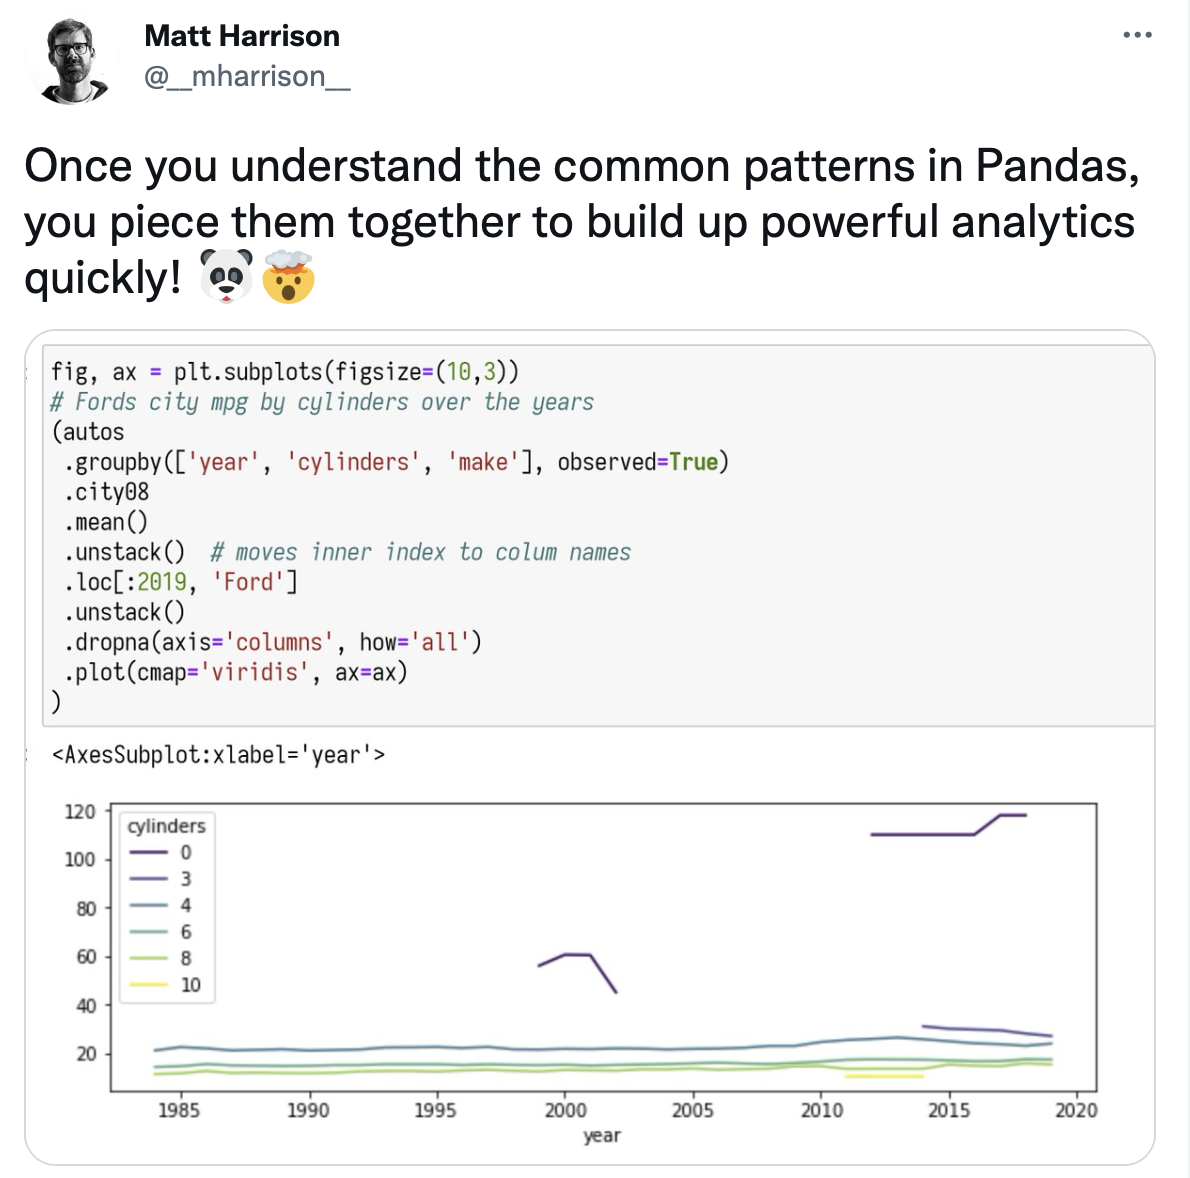 Matt Harrison
@__mharrison__
Once you understand the common patterns in Pandas,
you piece them together to build up powerful analytics
quickly! 🐼🤯
fig, ax = plt.subplots(figsize=(10,3))
# Fords city mpg by cylinders over the years
(autos
 .groupby(['year', 'cylinders', 'make'], observed=True)
 .city08
 .mean()
 .unstack()  # moves inner index to colum names
 .loc[:2019, 'Ford']
 .unstack()
 .dropna(axis='columns', how='all')
 .plot(cmap='viridis', ax=ax)
)
<AxesSubplot:xlabel='year'>
120
100
80
60
40
20
cylinders
0
3
4
6
8
10
1985 1990 1995 2000 2005 2010 2015 2020
year